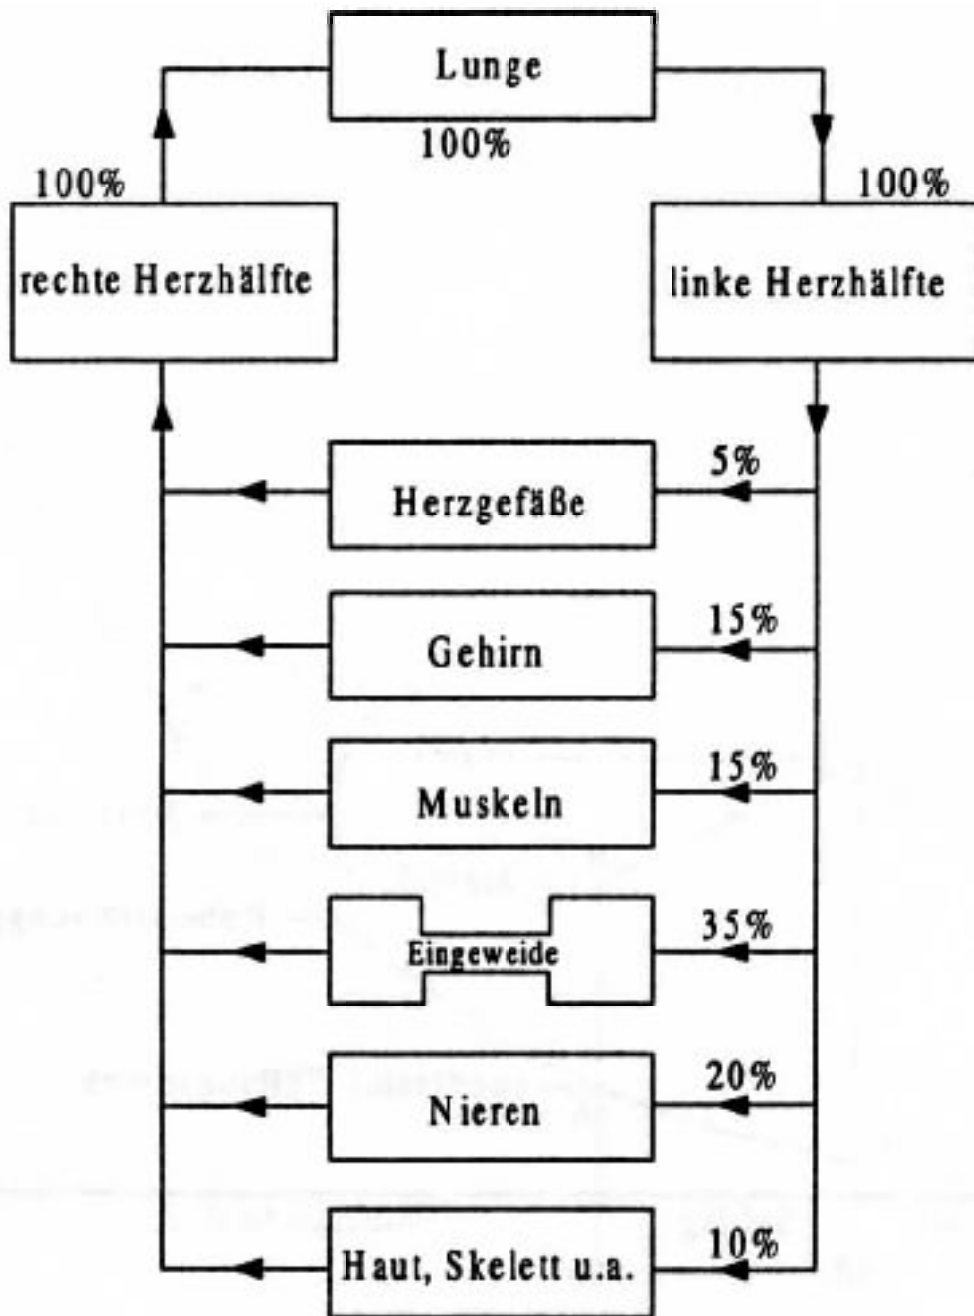 Lunge
100%
100%
100%
rechte Herzhälfte
linke Herzhälfte
5%
Herzgefäße
15%
Gehirn
15%
Muskeln
35%
Eingeweide
20%
Nieren
10%
Haut, Skelett u.a.